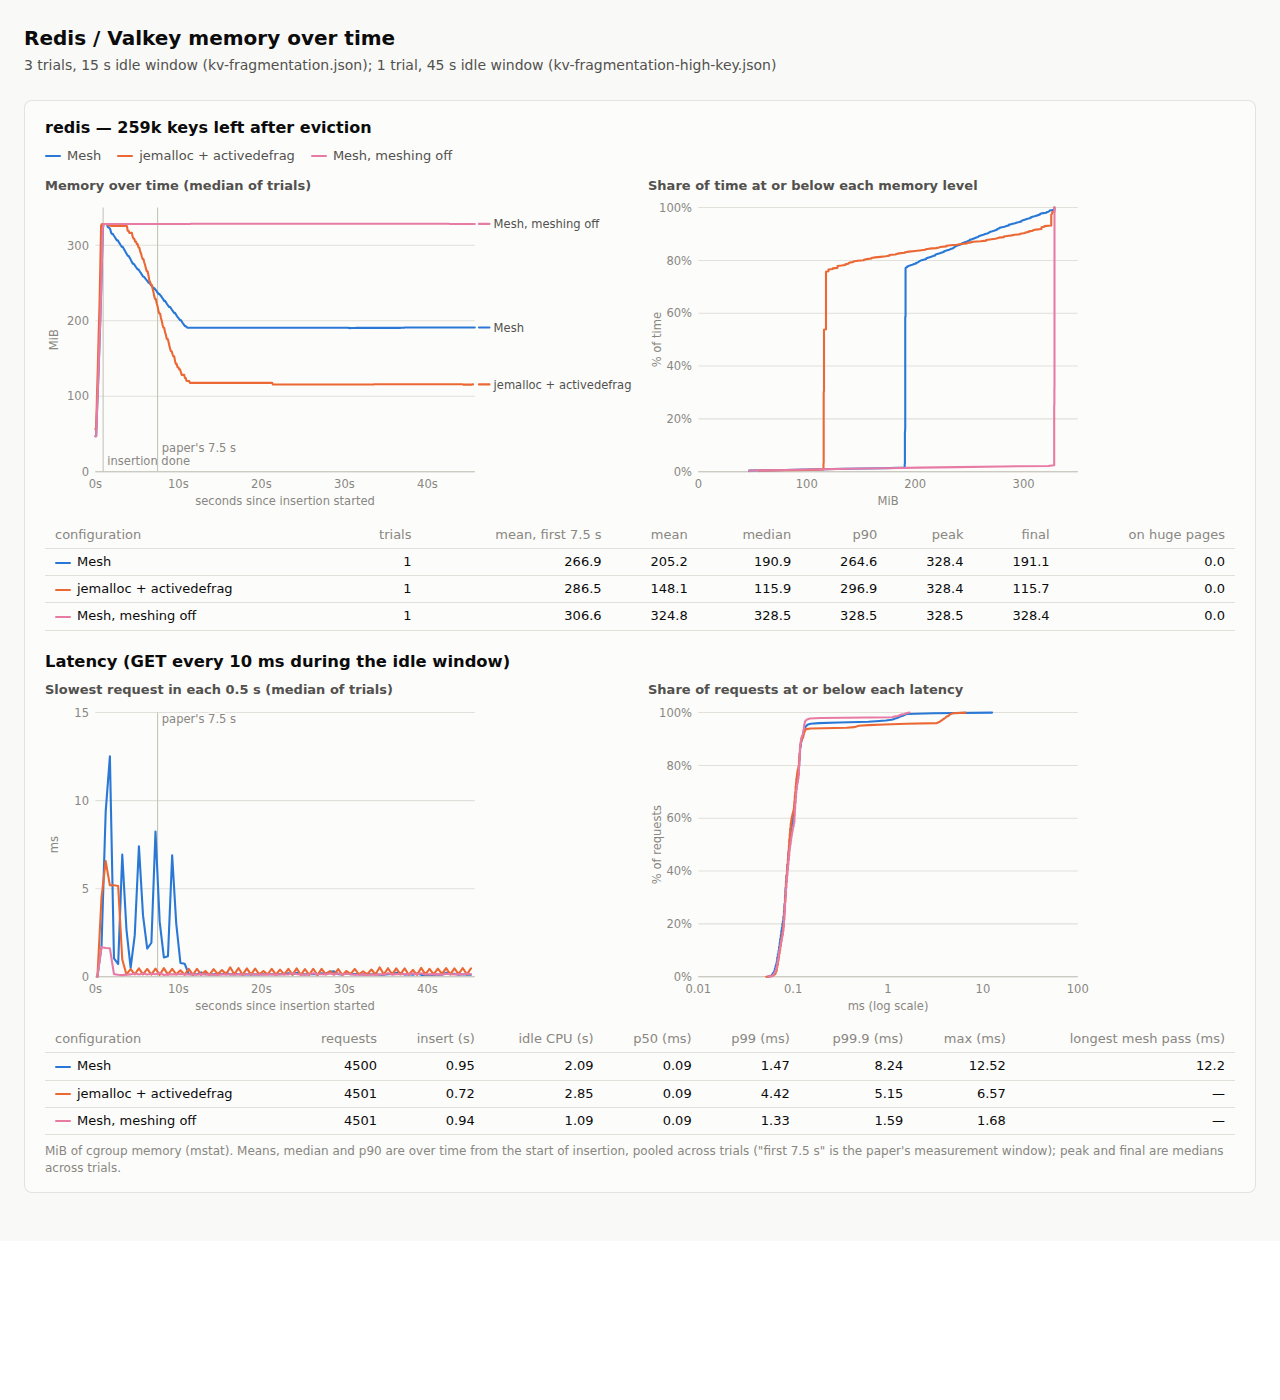 Redis / Valkey memory over time
3 trials, 15 s idle window (kv-fragmentation.json); 1 trial, 45 s idle window (kv-fragmentation-high-key.json)
redis — 259k keys left after eviction
Mesh jemalloc + activedefrag Mesh, meshing off
Memory over time (median of trials)
300
200
100
0
MiB
Mesh, meshing off
Mesh
jemalloc + activedefrag
paper's 7.5 s
insertion done
0s 10s 20s 30s 40s
seconds since insertion started
Share of time at or below each memory level
100%
80%
60%
40%
20%
0%
% of time
0 100 200 300
MiB
configuration trials mean, first 7.5 s mean median p90 peak final on huge pages
Mesh 1 266.9 205.2 190.9 264.6 328.4 191.1 0.0
jemalloc + activedefrag 1 286.5 148.1 115.9 296.9 328.4 115.7 0.0
Mesh, meshing off 1 306.6 324.8 328.5 328.5 328.5 328.4 0.0
Latency (GET every 10 ms during the idle window)
Slowest request in each 0.5 s (median of trials)
15
10
5
0
ms
paper's 7.5 s
0s 10s 20s 30s 40s
seconds since insertion started
Share of requests at or below each latency
100%
80%
60%
40%
20%
0%
% of requests
0.01 0.1 1 10 100
ms (log scale)
configuration requests insert (s) idle CPU (s) p50 (ms) p99 (ms) p99.9 (ms) max (ms) longest mesh pass (ms)
Mesh 4500 0.95 2.09 0.09 1.47 8.24 12.52 12.2
jemalloc + activedefrag 4501 0.72 2.85 0.09 4.42 5.15 6.57 —
Mesh, meshing off 4501 0.94 1.09 0.09 1.33 1.59 1.68 —
MiB of cgroup memory (mstat). Means, median and p90 are over time from the start of insertion, pooled across trials ("first 7.5 s" is the paper's measurement window); peak and final are medians
across trials.